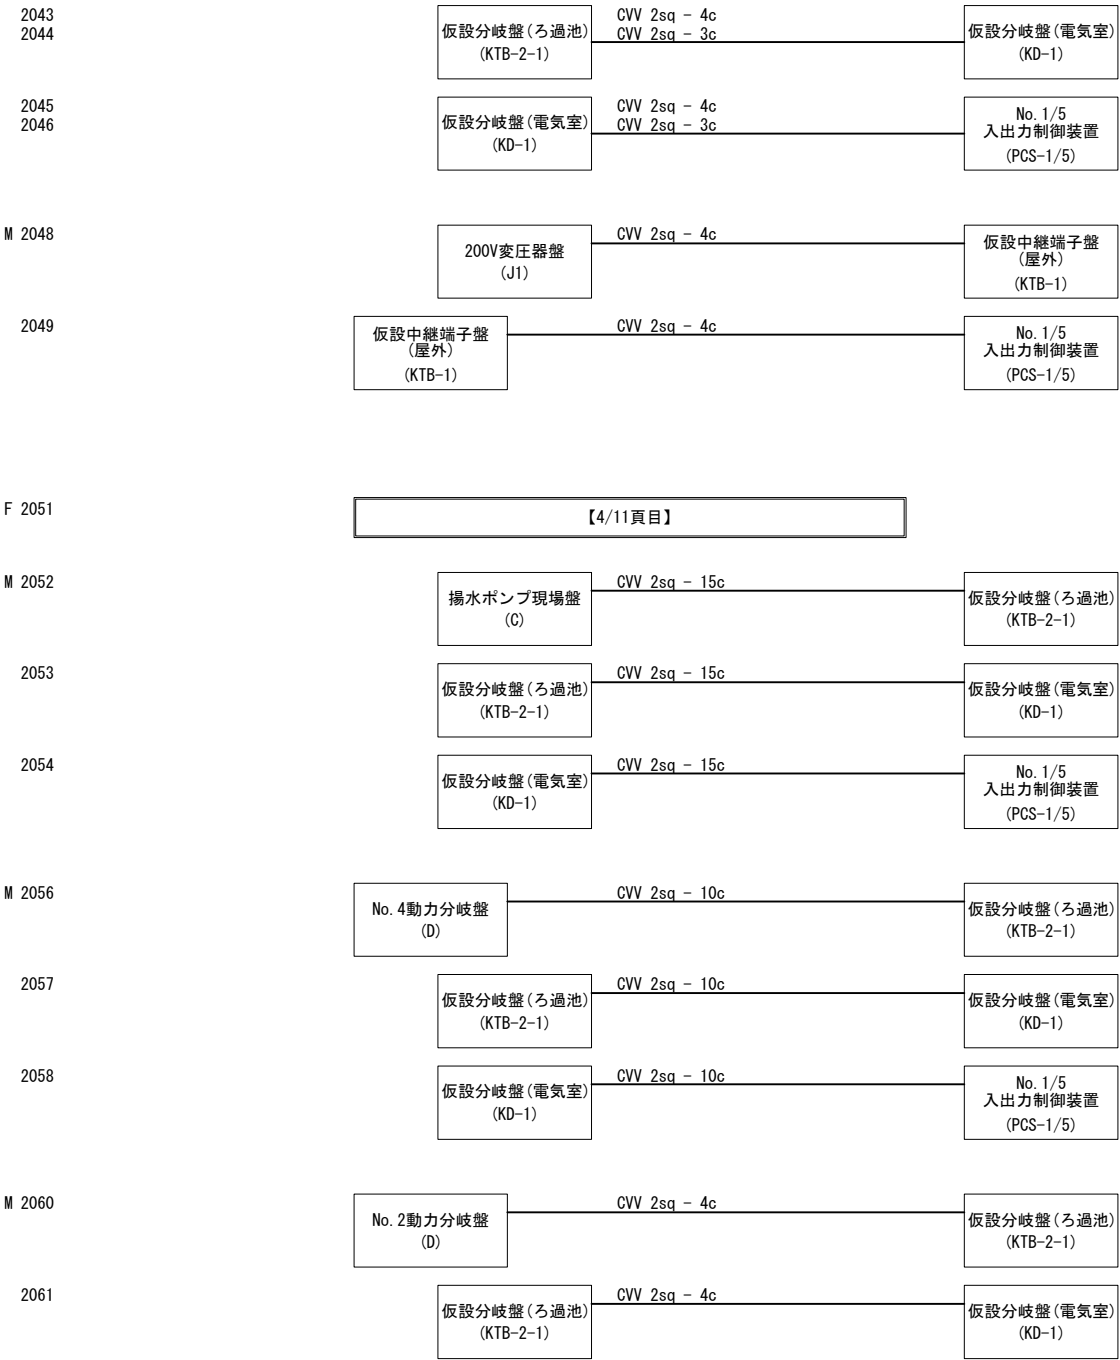 2043
2044
仮設分岐盤(ろ過池)
(KTB-2-1)
CVV 2sq - 4c
CVV 2sq - 3c
仮設分岐盤(電気室)
(KD-1)
2045
2046
仮設分岐盤(電気室)
(KD-1)
CVV 2sq - 4c
CVV 2sq - 3c
No.1/5
入出力制御装置
(PCS-1/5)
M 2048
200V変圧器盤
(J1)
CVV 2sq - 4c
仮設中継端子盤
(屋外)
(KTB-1)
2049
仮設中継端子盤
(屋外)
(KTB-1)
CVV 2sq - 4c
No.1/5
入出力制御装置
(PCS-1/5)
F 2051
【4/11頁目】
M 2052
揚水ポンプ現場盤
(C)
CVV 2sq - 15c
仮設分岐盤(ろ過池)
(KTB-2-1)
2053
仮設分岐盤(ろ過池)
(KTB-2-1)
CVV 2sq - 15c
仮設分岐盤(電気室)
(KD-1)
2054
仮設分岐盤(電気室)
(KD-1)
CVV 2sq - 15c
No.1/5
入出力制御装置
(PCS-1/5)
M 2056
No.4動力分岐盤
(D)
CVV 2sq - 10c
仮設分岐盤(ろ過池)
(KTB-2-1)
2057
仮設分岐盤(ろ過池)
(KTB-2-1)
CVV 2sq - 10c
仮設分岐盤(電気室)
(KD-1)
2058
仮設分岐盤(電気室)
(KD-1)
CVV 2sq - 10c
No.1/5
入出力制御装置
(PCS-1/5)
M 2060
No.2動力分岐盤
(D)
CVV 2sq - 4c
仮設分岐盤(ろ過池)
(KTB-2-1)
2061
仮設分岐盤(ろ過池)
(KTB-2-1)
CVV 2sq - 4c
仮設分岐盤(電気室)
(KD-1)